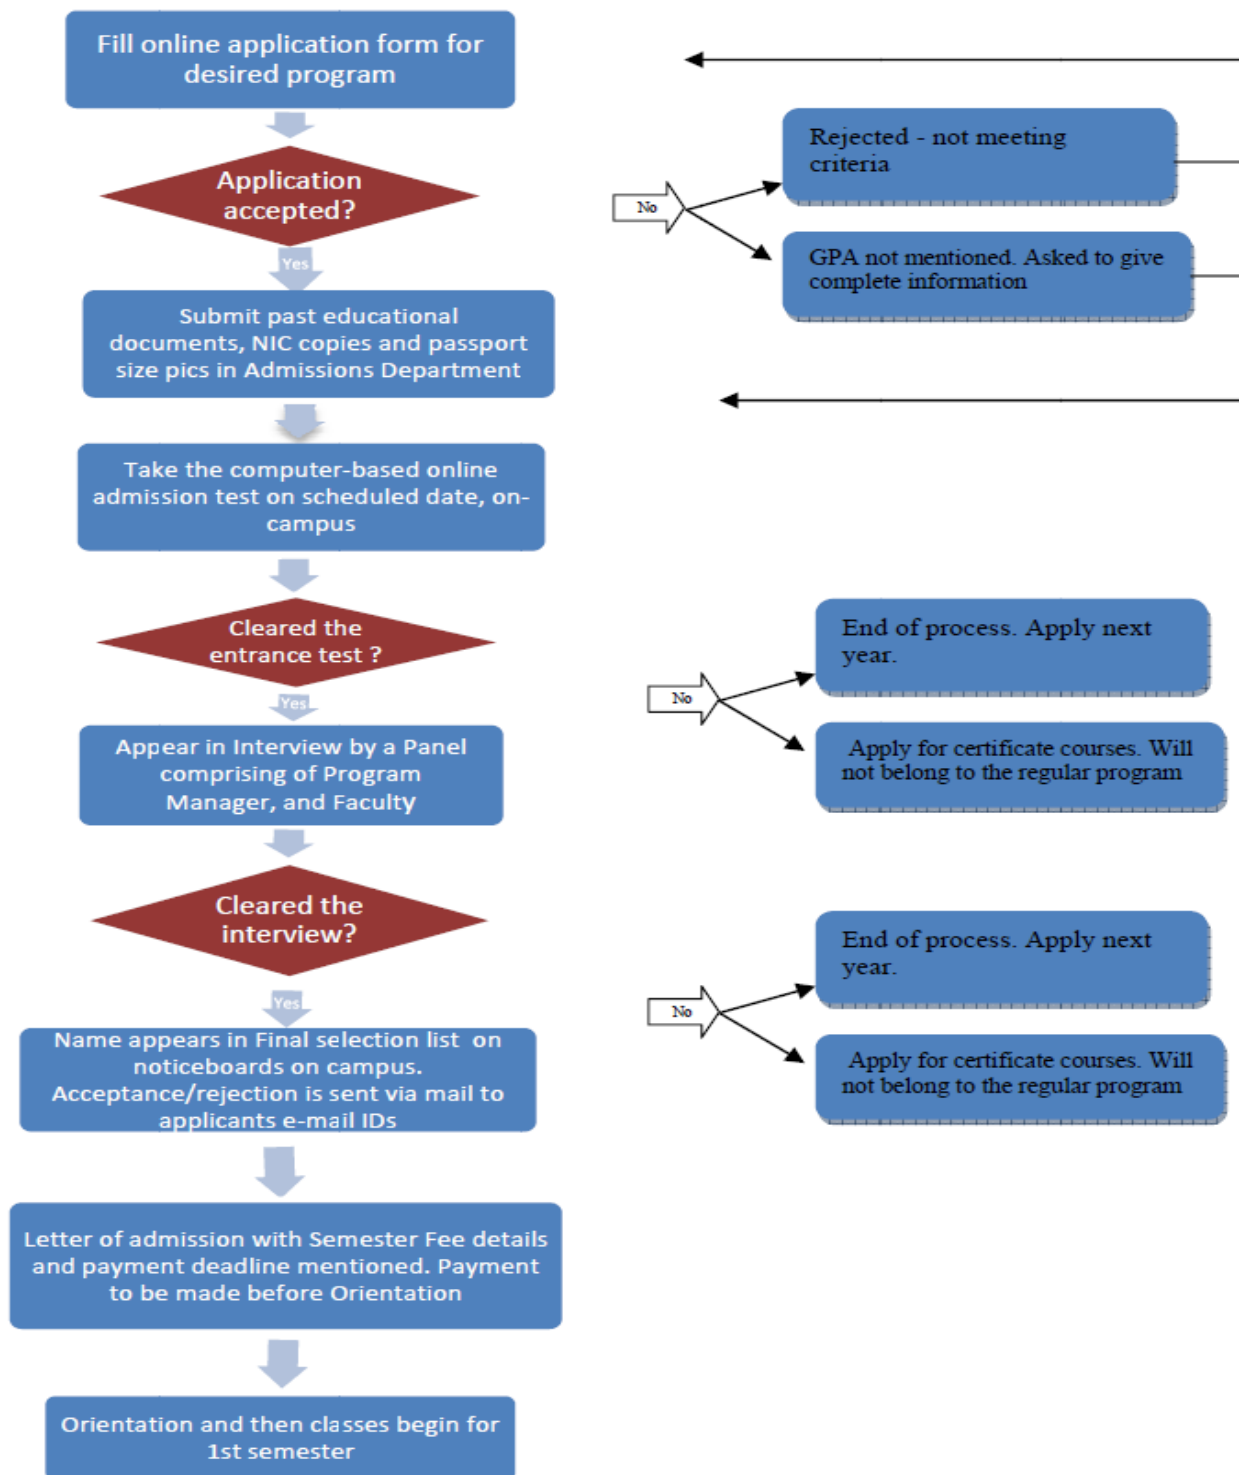 Fill online application form for
desired program
Application
accepted?
Yes
No
Rejected - not meeting
criteria
GPA not mentioned. Asked to give
complete information
Submit past educational
documents, NIC copies and passport
size pics in Admissions Department
Take the computer-based online
admission test on scheduled date, on-
campus
Cleared the
entrance test ?
Yes
No
End of process. Apply next
year.
Apply for certificate courses. Will
not belong to the regular program
Appear in Interview by a Panel
comprising of Program
Manager, and Faculty
Cleared the
interview?
Yes
No
End of process. Apply next
year.
Apply for certificate courses. Will
not belong to the regular program
Name appears in Final selection list on
noticeboards on campus.
Acceptance/rejection is sent via mail to
applicants e-mail IDs
Letter of admission with Semester Fee details
and payment deadline mentioned. Payment
to be made before Orientation
Orientation and then classes begin for
1st semester